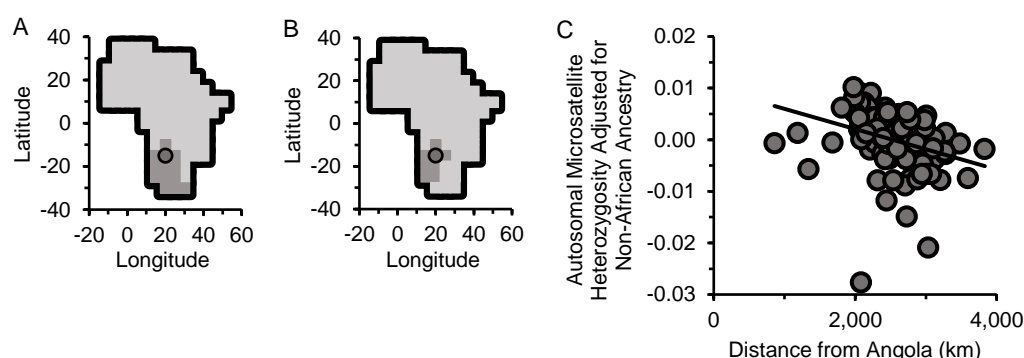 A
40
20
0
-20
-40
-20 0 20 40 60
Latitude
Longitude
B
40
20
0
-20
-40
-20 0 20 40 60
Latitude
Longitude
C
0.02
0.01
0.00
-0.01
-0.02
-0.03
0 2,000 4,000
Autosomal Microsatellite
Heterozygosity Adjusted for
Non-African Ancestry
Distance from Angola (km)